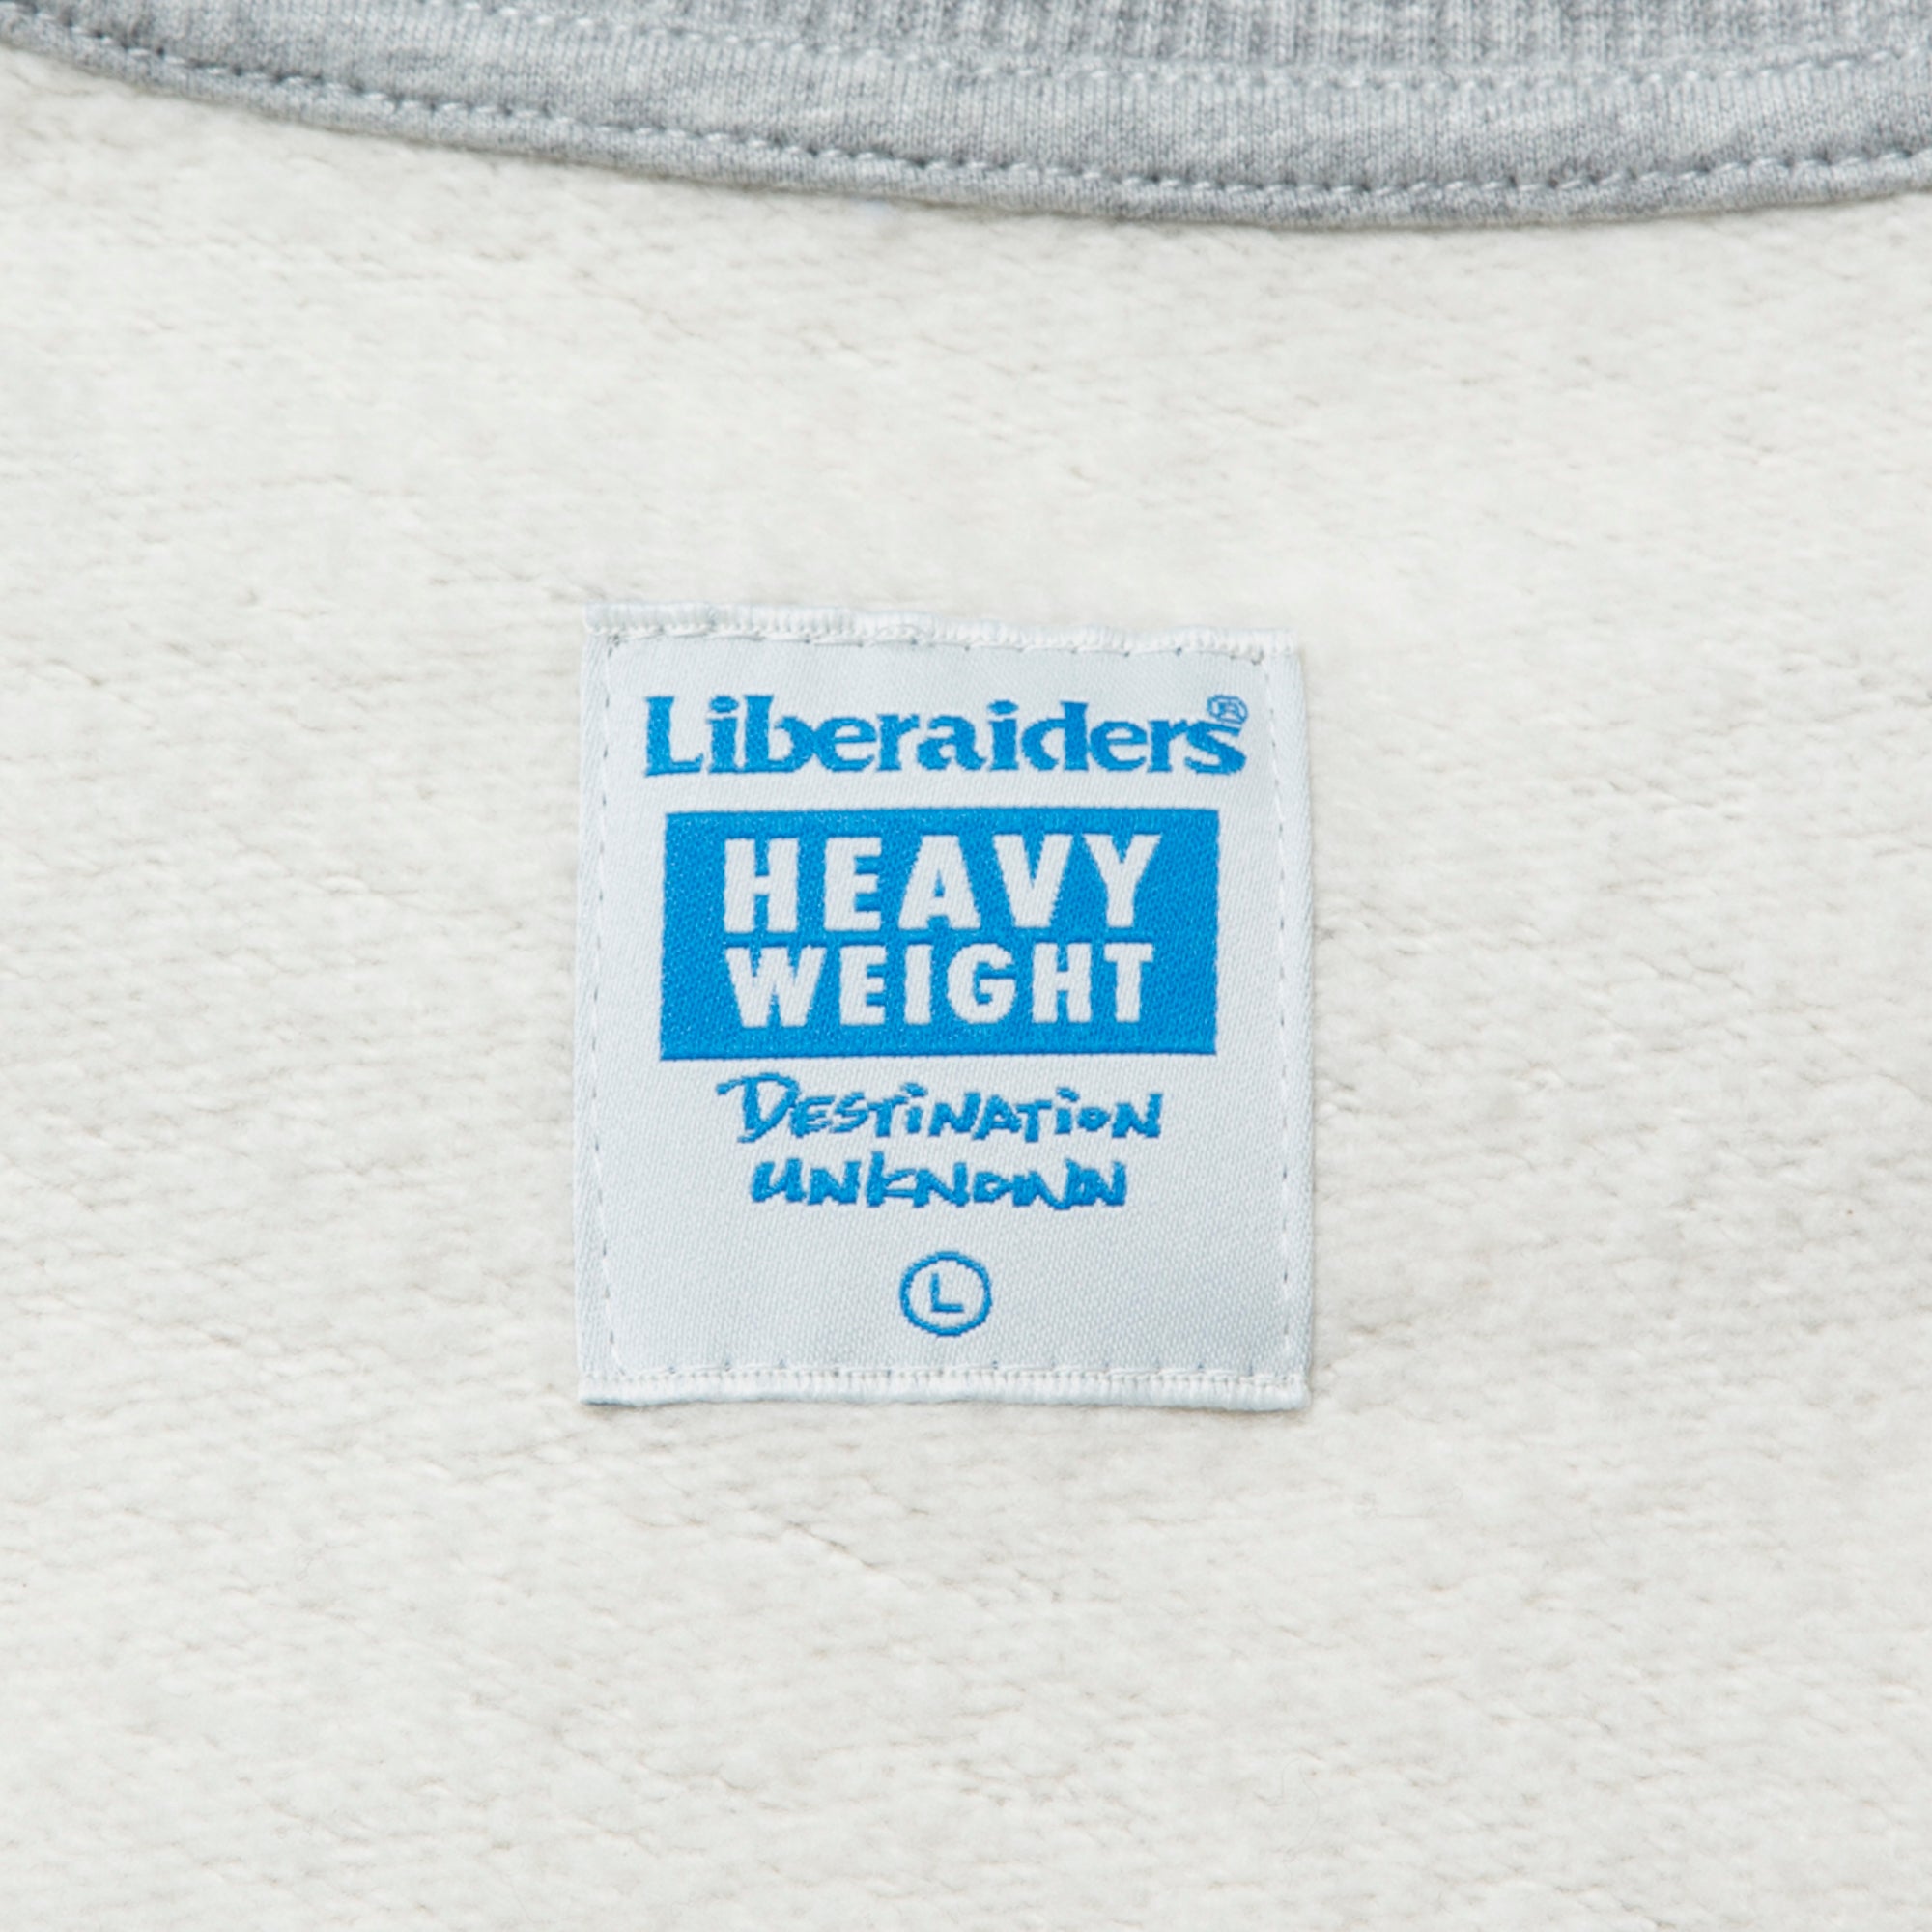 Liberaiders®
HEAVY
WEIGHT
DESTiNATiON
UNKNOWN
L